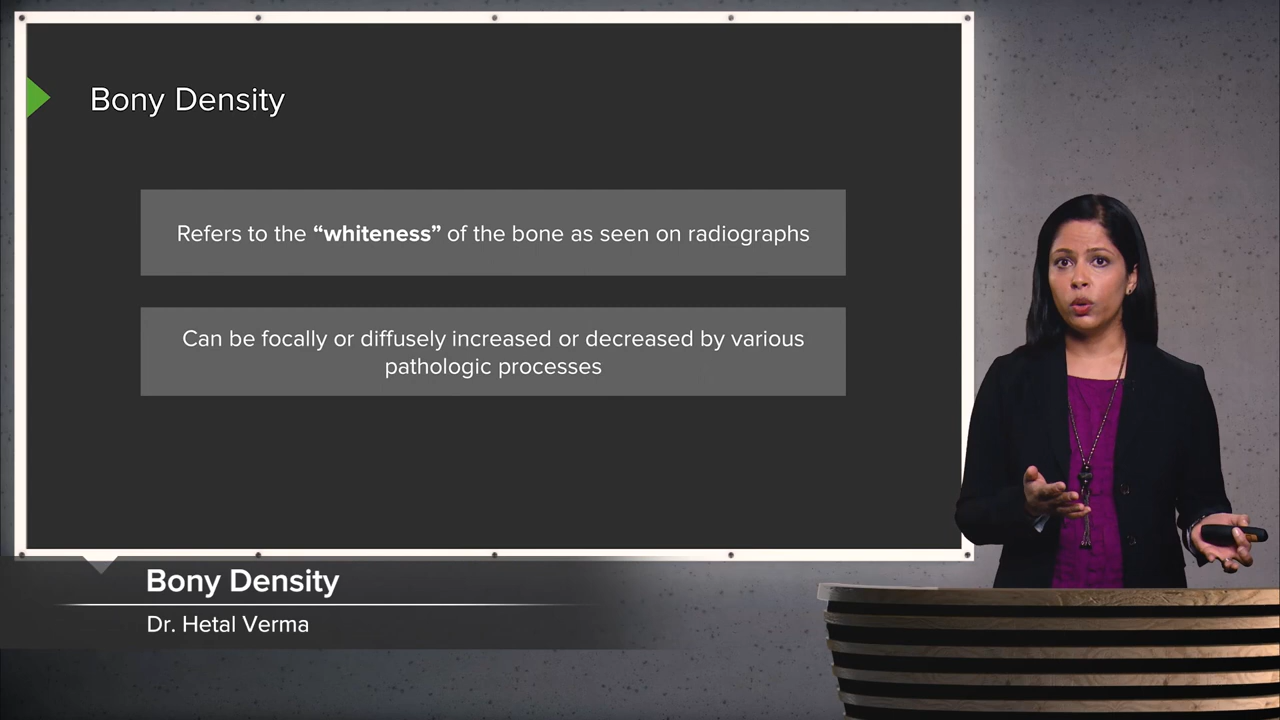 Bony Density
Refers to the “whiteness” of the bone as seen on radiographs
Can be focally or diffusely increased or decreased by various
pathologic processes
Bony Density
Dr. Hetal Verma